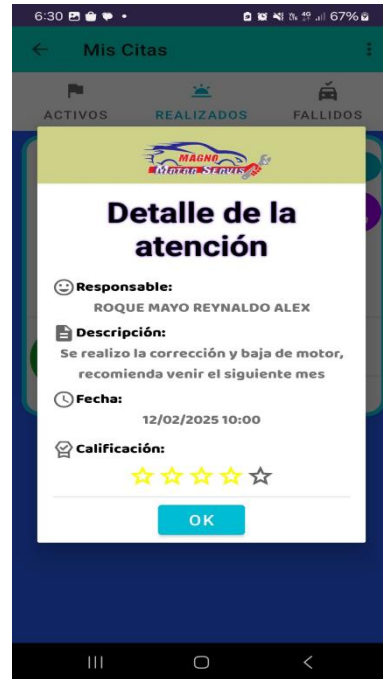 6:30 67%
Mis Citas
ACTIVOS REALIZADOS FALLIDOS
MAGNO
MOTOR SERVIS
Detalle de la
atención
Responsable:
ROQUE MAYO REYNALDO ALEX
Descripción:
Se realizo la corrección y baja de motor,
recomienda venir el siguiente mes
Fecha:
12/02/2025 10:00
Calificación:
OK